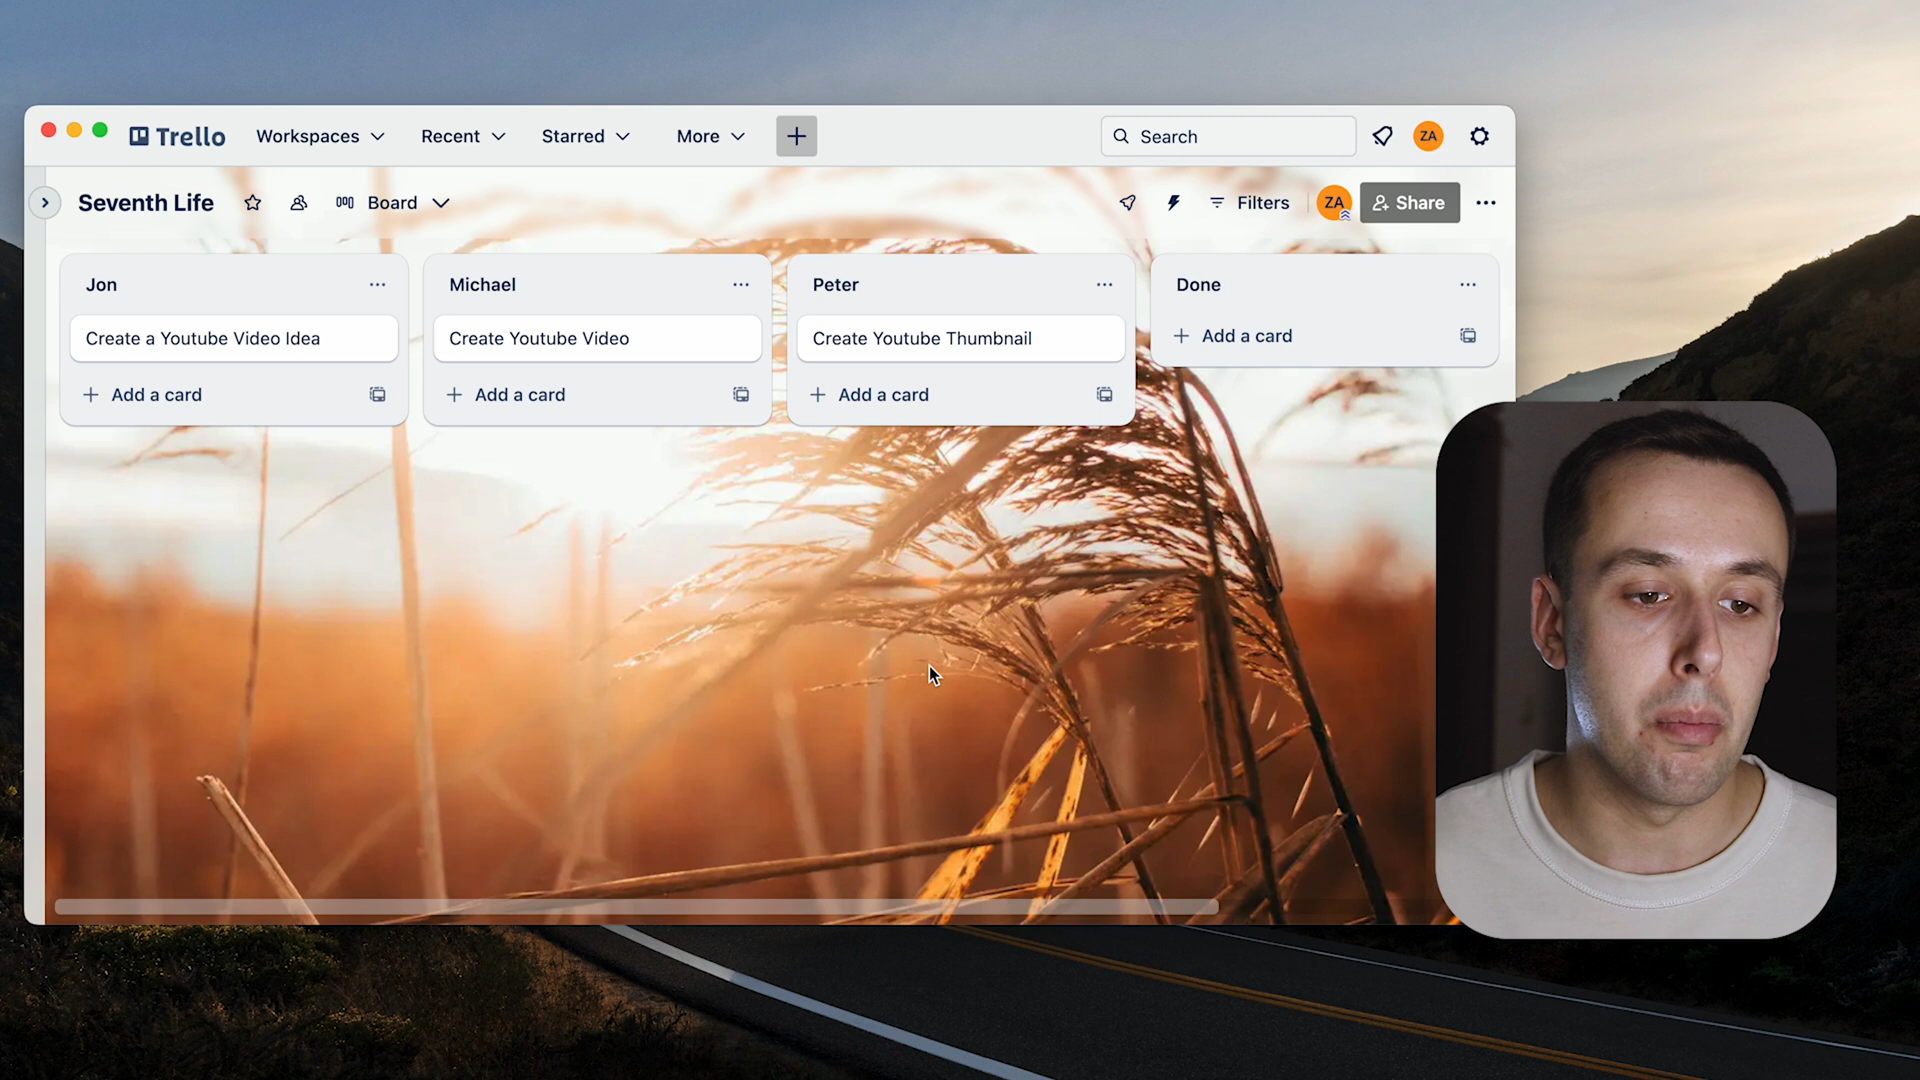 Trello
Workspaces
Recent
Starred
More
Search
ZA
Seventh Life
Board
Filters
ZA
Share
Jon
Michael
Peter
Done
Create a Youtube Video Idea
Create Youtube Video
Create Youtube Thumbnail
Add a card
Add a card
Add a card
Add a card